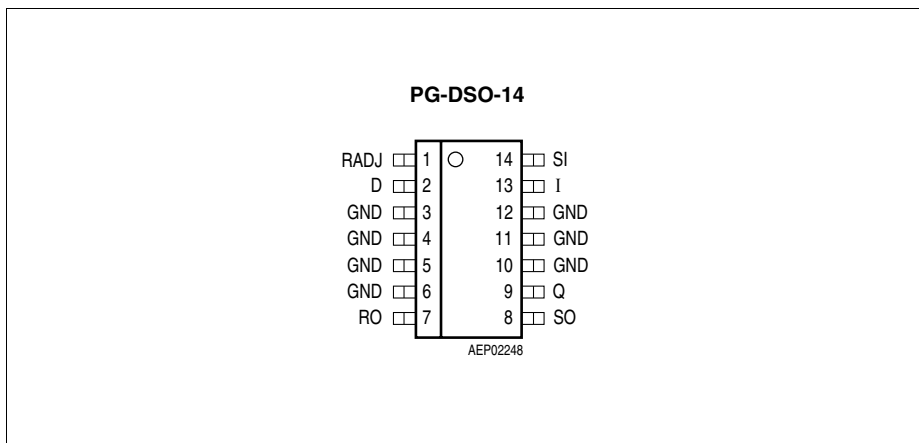 PG-DSO-14
RADJ 1 14 SI
D 2 13 I
GND 3 12 GND
GND 4 11 GND
GND 5 10 GND
GND 6 9 Q
RO 7 8 SO
AEP02248